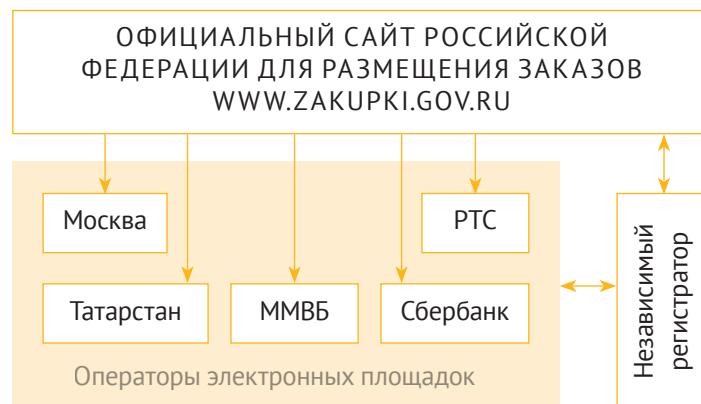 ОФИЦИАЛЬНЫЙ САЙТ РОССИЙСКОЙ
ФЕДЕРАЦИИ ДЛЯ РАЗМЕЩЕНИЯ ЗАКАЗОВ
WWW.ZAKUPKI.GOV.RU
Москва
РТС
Татарстан
ММВБ
Сбербанк
Операторы электронных площадок
Независимый
регистратор